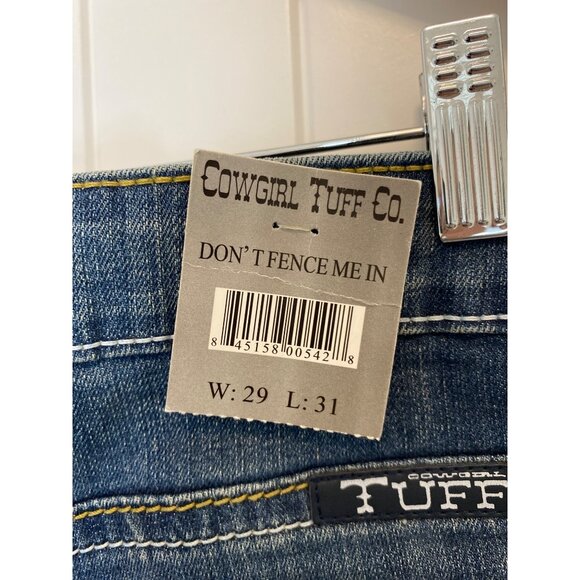 COWGIRL TUFF CO.
DON'T FENCE ME IN
8 45158 00542 8
W: 29 L: 31
COWGIRL
TUFF